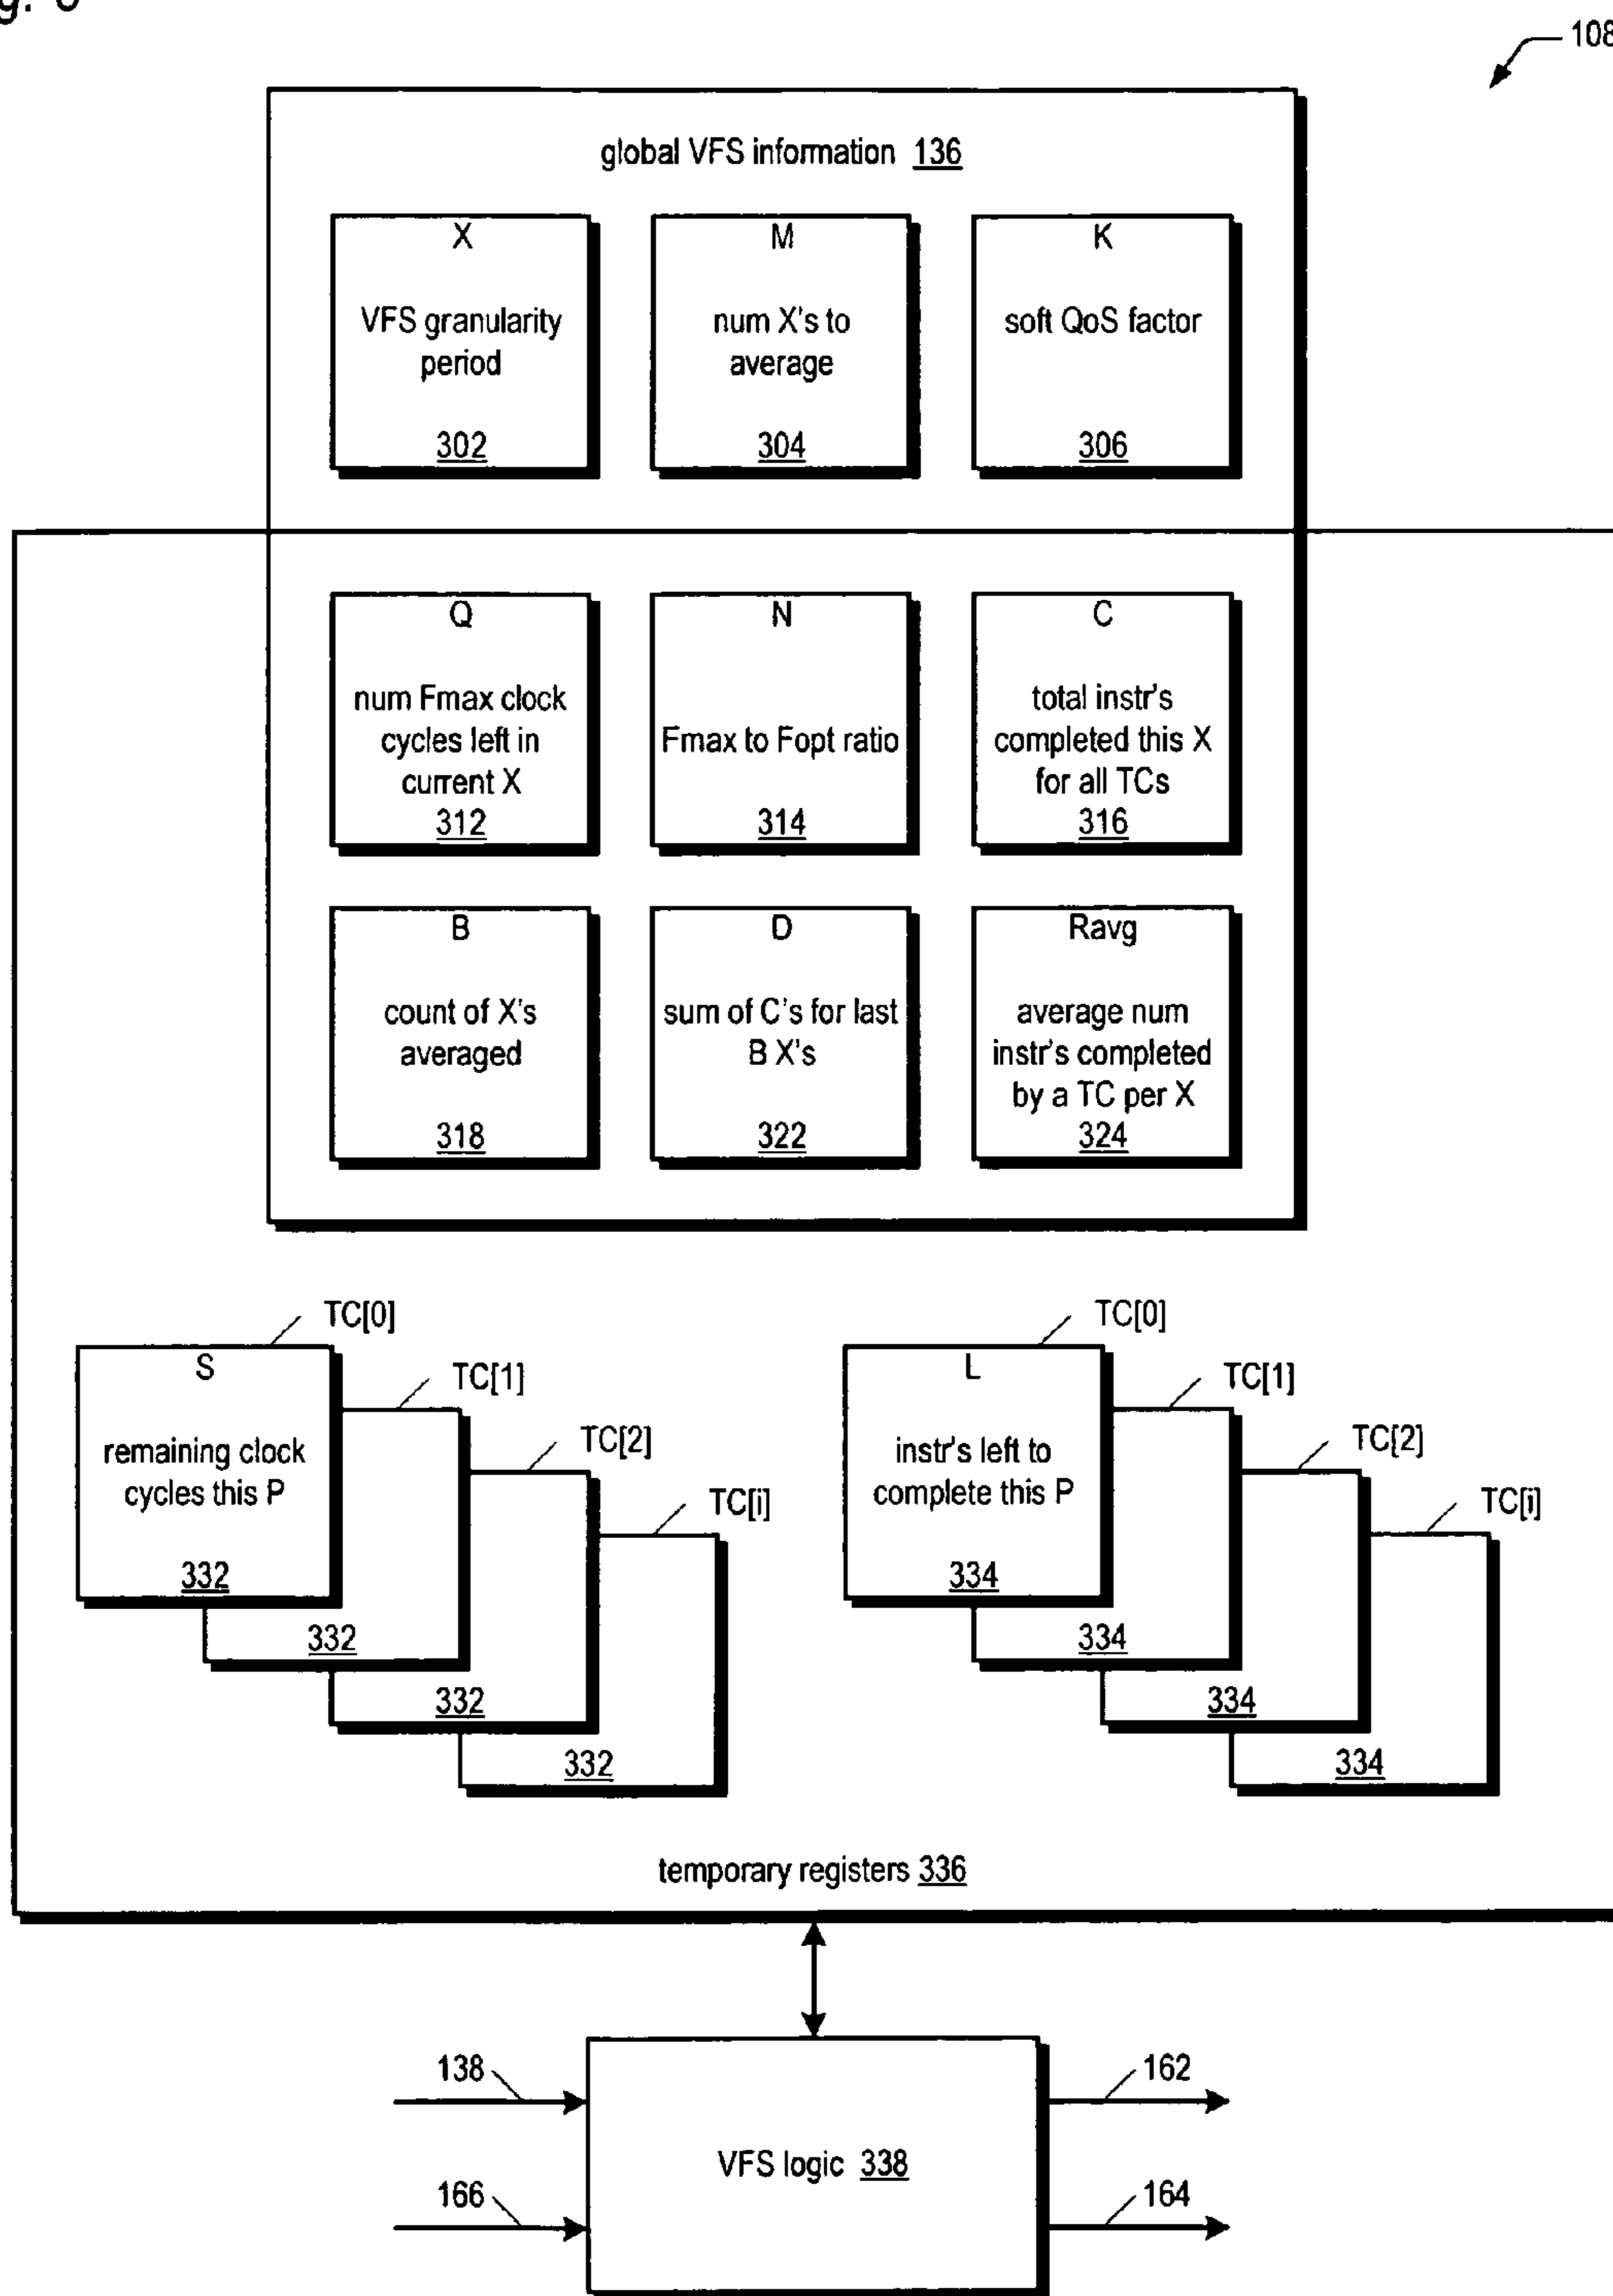 108
global VFS information 136
X
VFS granularity
period
302
M
num X's to
average
304
K
soft QoS factor
306
Q
num Fmax clock
cycles left in
current X
312
N
Fmax to Fopt ratio
314
C
total instr's
completed this X
for all TCs
316
B
count of X's
averaged
318
D
sum of C's for last
B X's
322
Ravg
average num
instr's completed
by a TC per X
324
TC[0]
TC[1]
TC[2]
TC[i]
S
remaining clock
cycles this P
332
332
332
332
TC[0]
TC[1]
TC[2]
TC[i]
L
instr's left to
complete this P
334
334
334
334
temporary registers 336
138
166
VFS logic 338
162
164